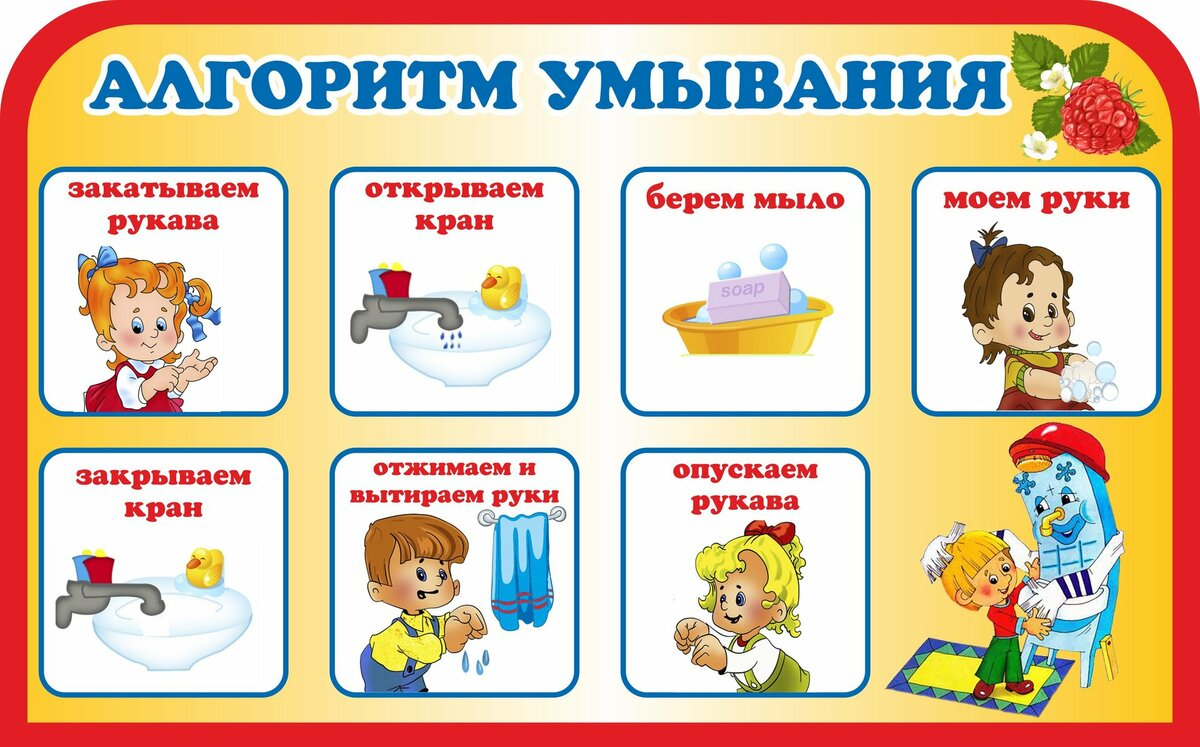 АЛГОРИТМ УМЫВАНИЯ
закатываем
рукава
открываем
кран
берем мыло
soap
моем руки
закрываем
кран
отжимаем и
вытираем руки
опускаем
рукава